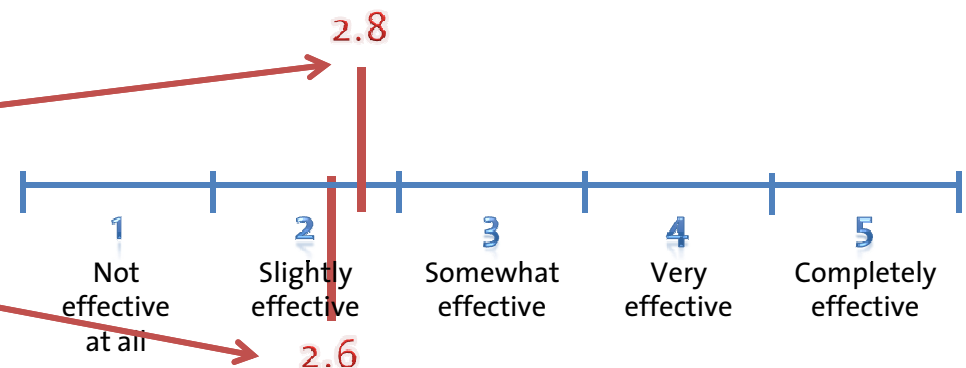 2.8
1
2
3
4
5
Not
effective
at all
Slightly
effective
Somewhat
effective
Very
effective
Completely
effective
2.6